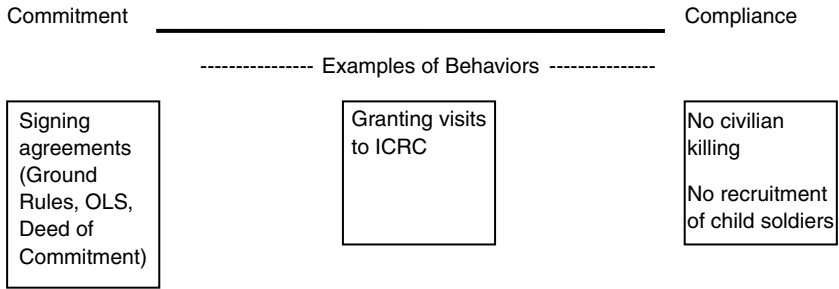 Commitment
Compliance
---------------- Examples of Behaviors ---------------
Signing
agreements
(Ground
Rules, OLS,
Deed of
Commitment)
Granting visits
to ICRC
No civilian
killing
No recruitment
of child soldiers